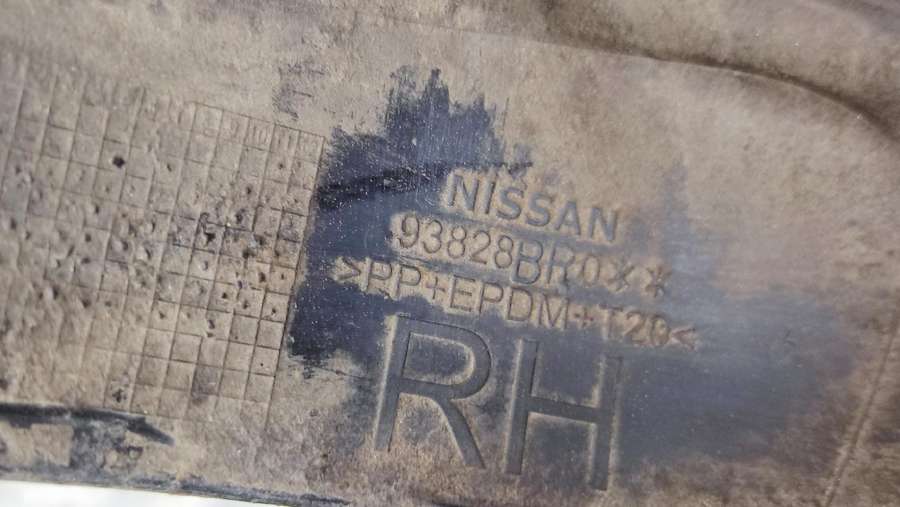 NISSAN
93828BR0**
>PP+EPDM+T20<
RH